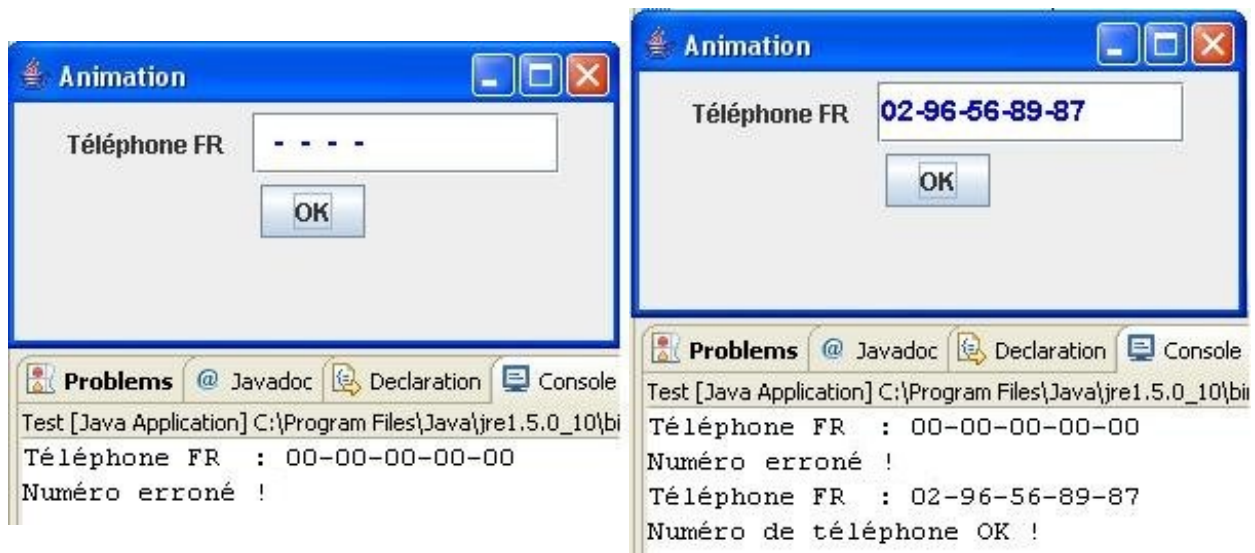 Animation
Téléphone FR - - - -
OK
Problems @ Javadoc Declaration Console
Test [Java Application] C:\Program Files\Java\jre1.5.0_10\bi
Téléphone FR : 00-00-00-00-00
Numéro erroné !
Animation
Téléphone FR 02-96-56-89-87
OK
Problems @ Javadoc Declaration Console
Test [Java Application] C:\Program Files\Java\jre1.5.0_10\bi
Téléphone FR : 00-00-00-00-00
Numéro erroné !
Téléphone FR : 02-96-56-89-87
Numéro de téléphone OK !